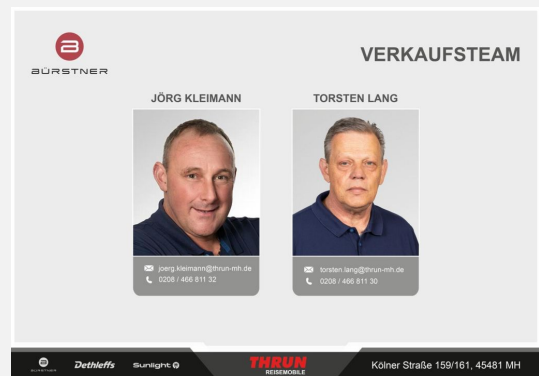 BÜRSTNER
VERKAUFSTEAM
JÖRG KLEIMANN
TORSTEN LANG
joerg.kleimann@thrun-mh.de
0208 / 466 811 32
torsten.lang@thrun-mh.de
0208 / 466 811 30
BÜRSTNER
Dethleffs
Sunlight
THRUN
REISEMOBILE
Kölner Straße 159/161, 45481 MH